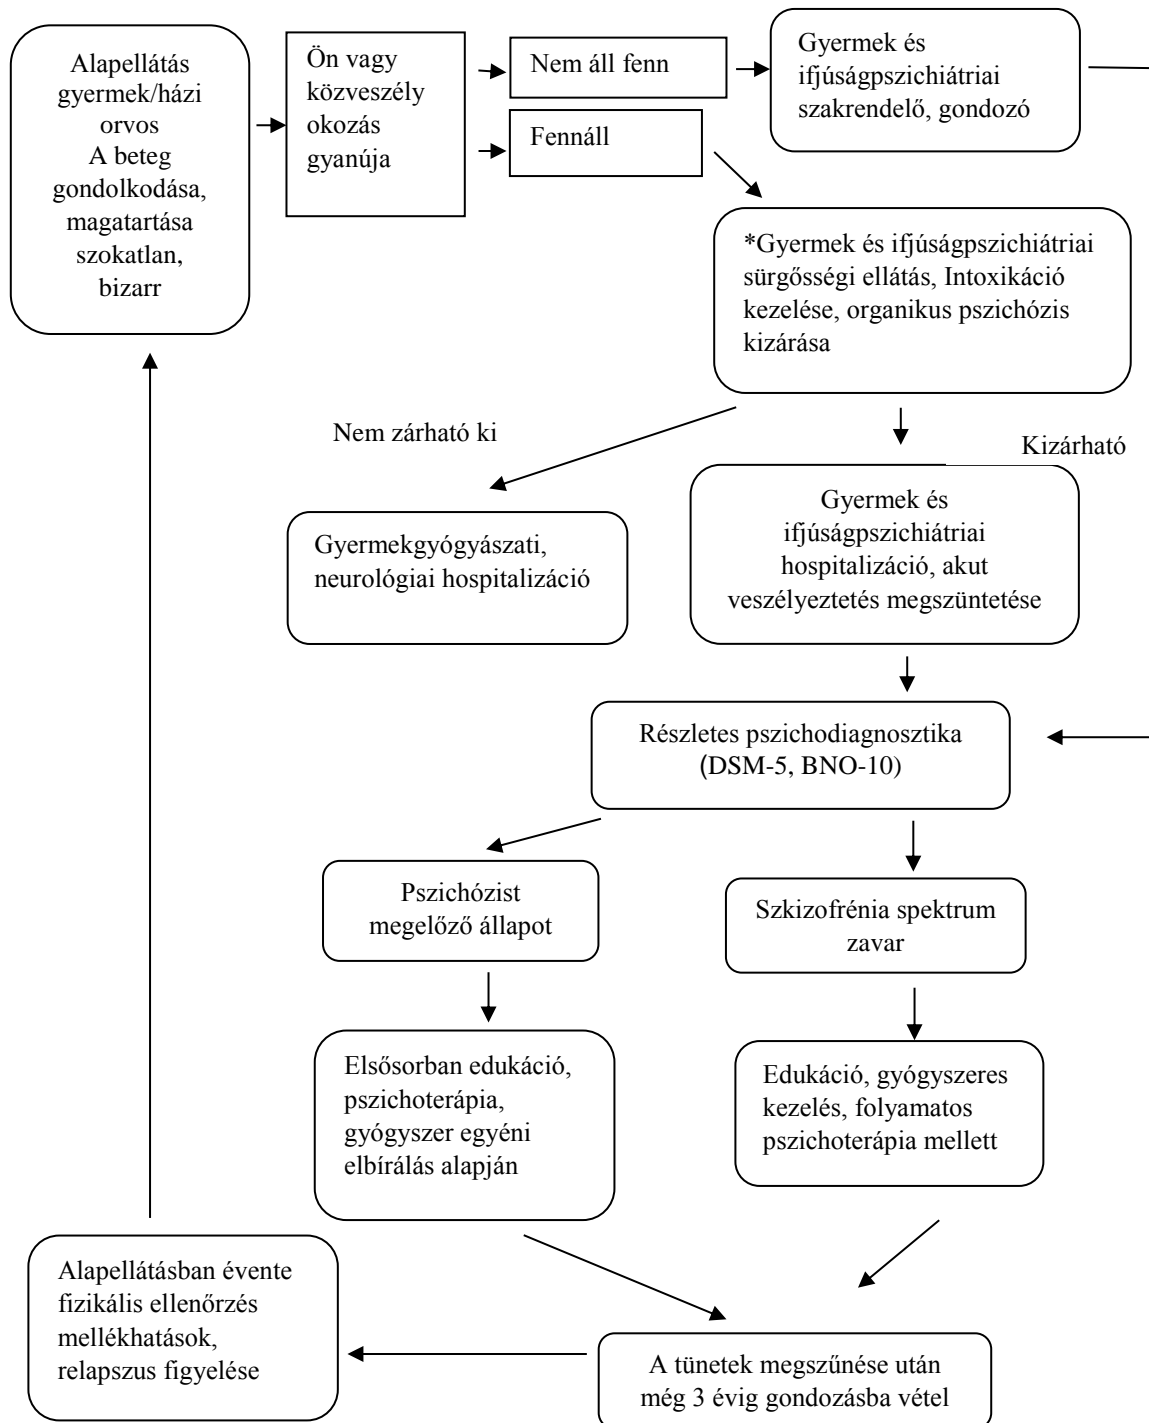 Alapellátás
gyermek/házi
orvos
A beteg
gondolkodása,
magatartása
szokatlan,
bizarr
Ön vagy
közveszély
okozás
gyanúja
Nem áll fenn
Fennáll
Gyermek és
ifjúságpszichiátriai
szakrendelő, gondozó
*Gyermek és ifjúságpszichiátriai
sürgősségi ellátás, Intoxikáció
kezelése, organikus pszichózis
kizárása
Nem zárható ki
Kizárható
Gyermekgyógyászati,
neurológiai hospitalizáció
Gyermek és
ifjúságpszichiátriai
hospitalizáció, akut
veszélyeztetés megszüntetése
Részletes pszichodiagnosztika
(DSM-5, BNO-10)
Pszichózist
megelőző állapot
Szkizofrénia spektrum
zavar
Elsősorban edukáció,
pszichoterápia,
gyógyszer egyéni
elbírálás alapján
Edukáció, gyógyszeres
kezelés, folyamatos
pszichoterápia mellett
Alapellátásban évente
fizikális ellenőrzés
mellékhatások,
relapszus figyelése
A tünetek megszűnése után
még 3 évig gondozásba vétel